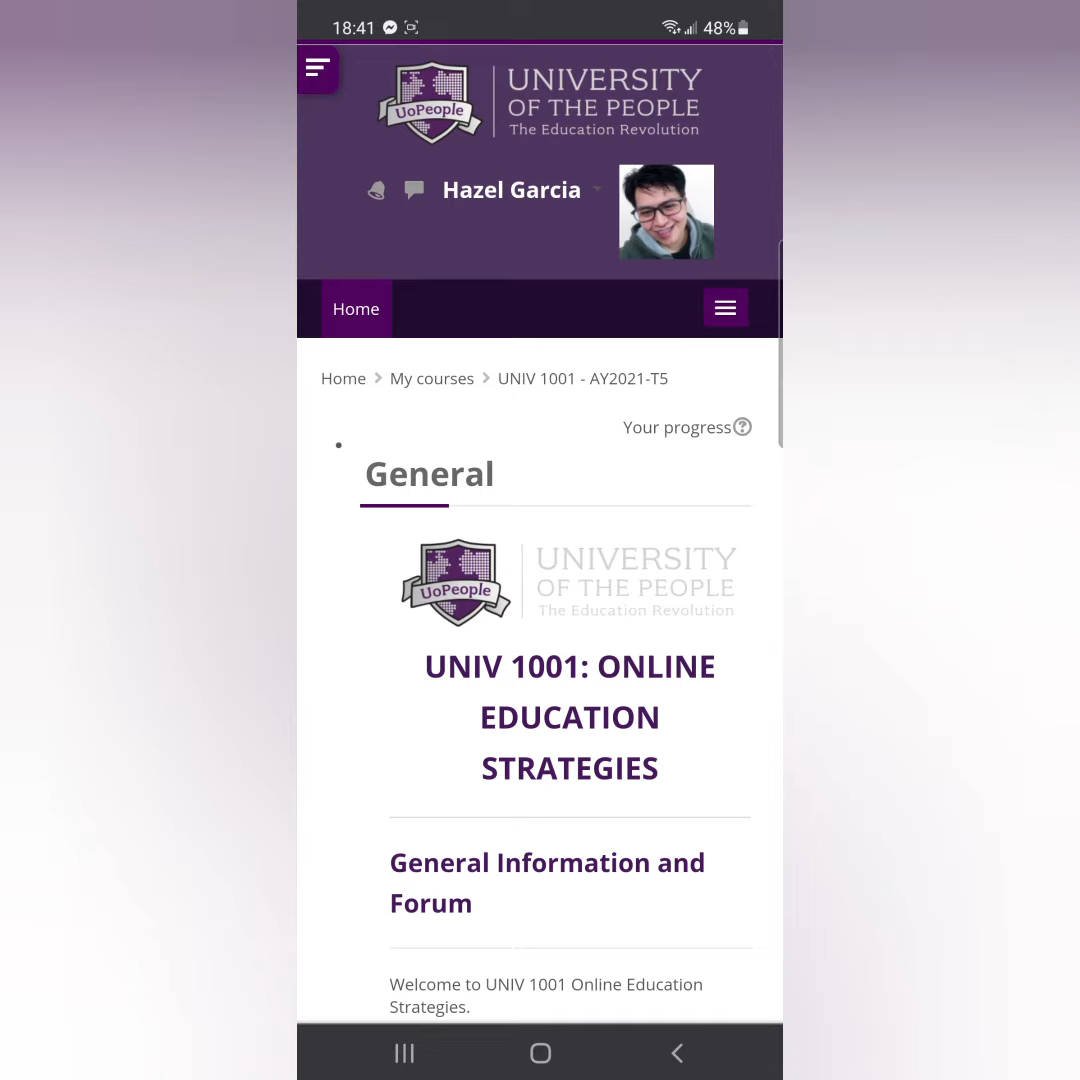 18:41
48%
UoPeople
UNIVERSITY
OF THE PEOPLE
The Education Revolution
Hazel Garcia
Home
Home
My courses
UNIV 1001 - AY2021-T5
Your progress
General
UoPeople
UNIVERSITY
OF THE PEOPLE
The Education Revolution
UNIV 1001: ONLINE
EDUCATION
STRATEGIES
General Information and
Forum
Welcome to UNIV 1001 Online Education
Strategies.